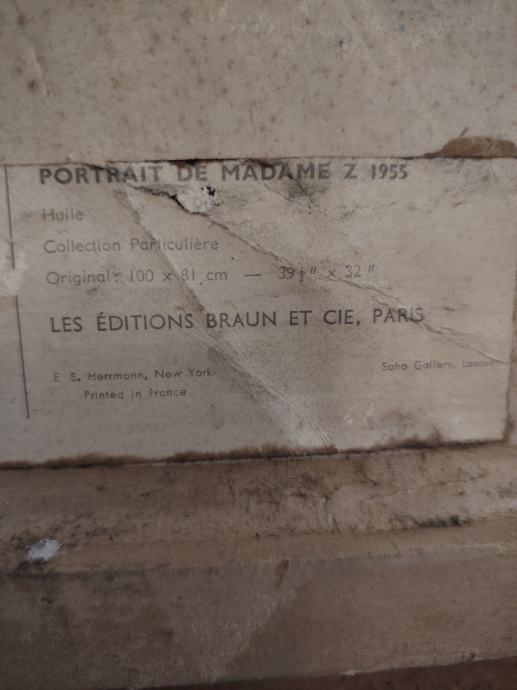 PORTRAIT DE MADAME Z 1955
Huile
Collection Particulière
Original: 100 x 81 cm — 39½" x 32"
LES ÉDITIONS BRAUN ET CIE, PARIS
E. S. Herrmann, New York
Soho Gallery, London
Printed in France